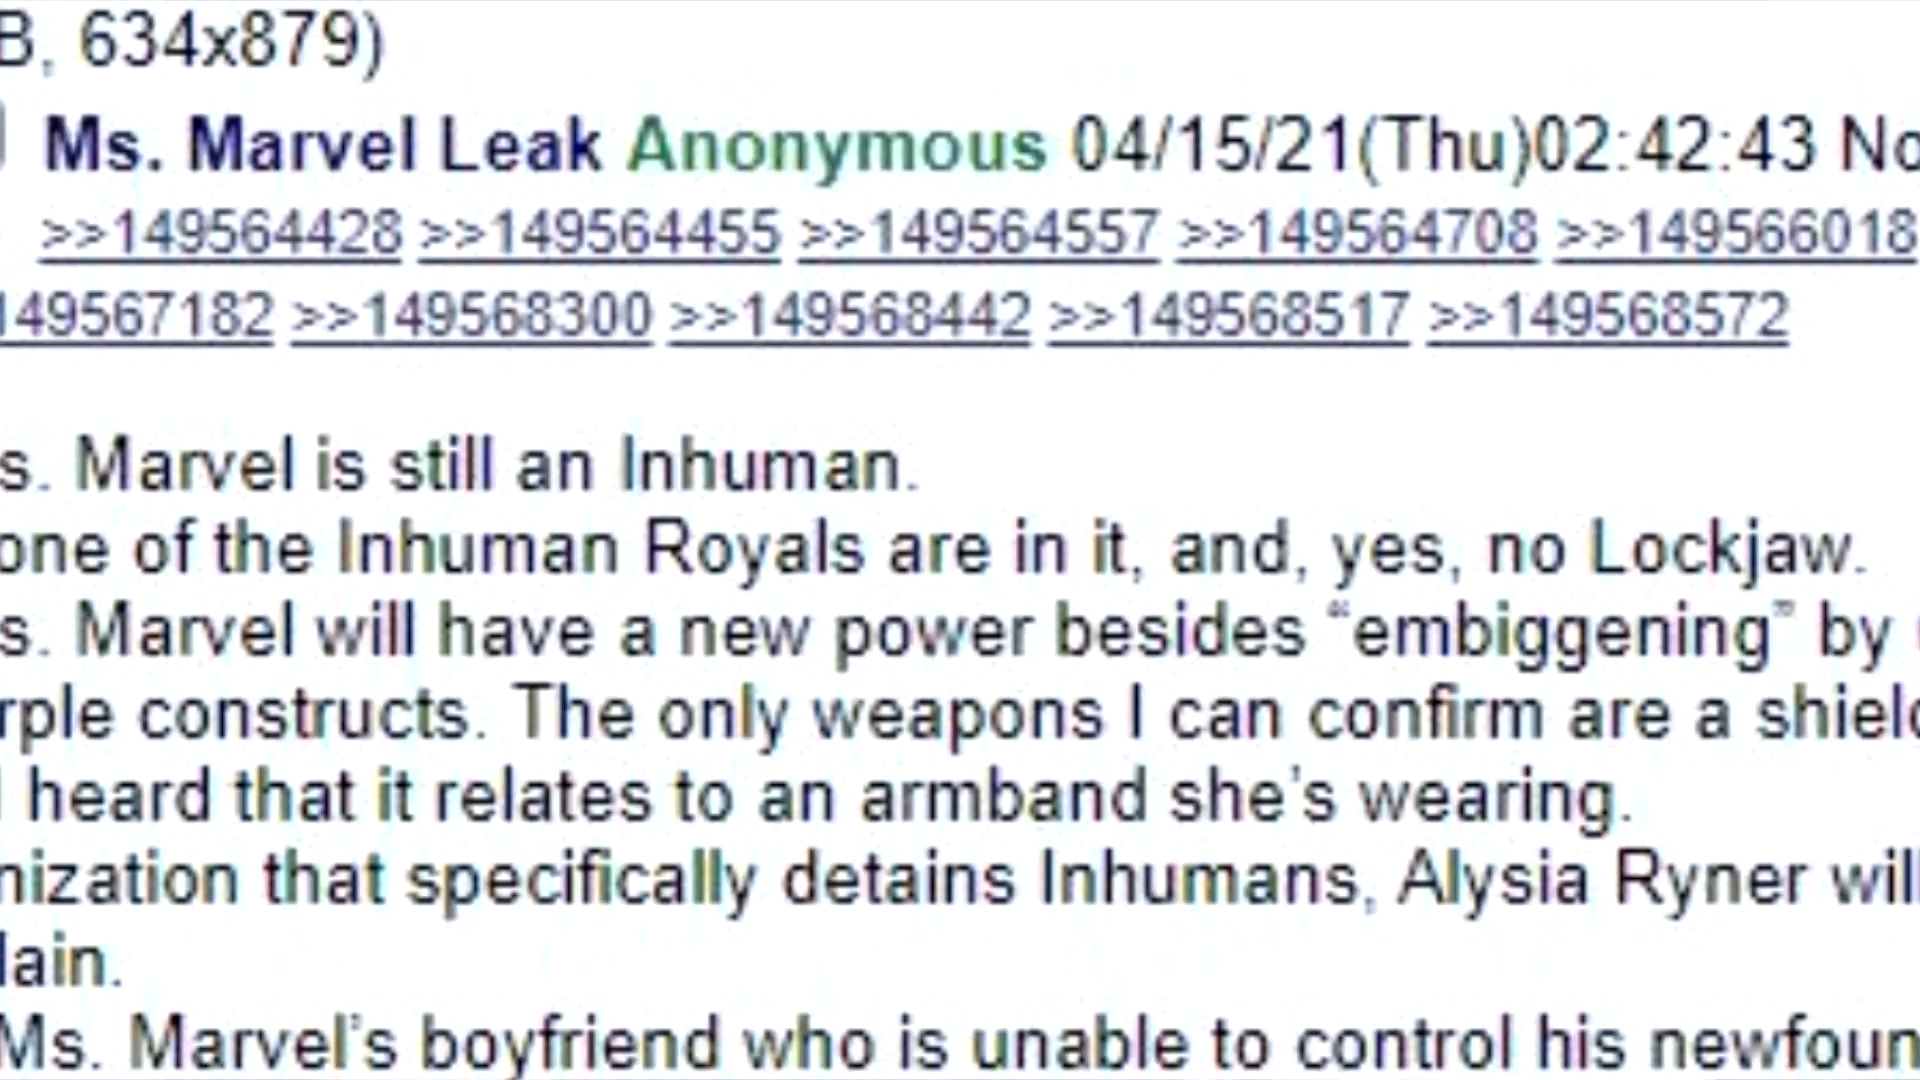 B, 634x879)
Ms. Marvel Leak Anonymous 04/15/21(Thu)02:42:43 No
>>149564428 >>149564455 >>149564557 >>149564708 >>149566018
149567182 >>149568300 >>149568442 >>149568517 >>149568572
s. Marvel is still an Inhuman.
one of the Inhuman Royals are in it, and, yes, no Lockjaw.
s. Marvel will have a new power besides “embiggening” by
rple constructs. The only weapons I can confirm are a shield
I heard that it relates to an armband she’s wearing.
nization that specifically detains Inhumans, Alysia Ryner will
lain.
Ms. Marvel’s boyfriend who is unable to control his newfoun